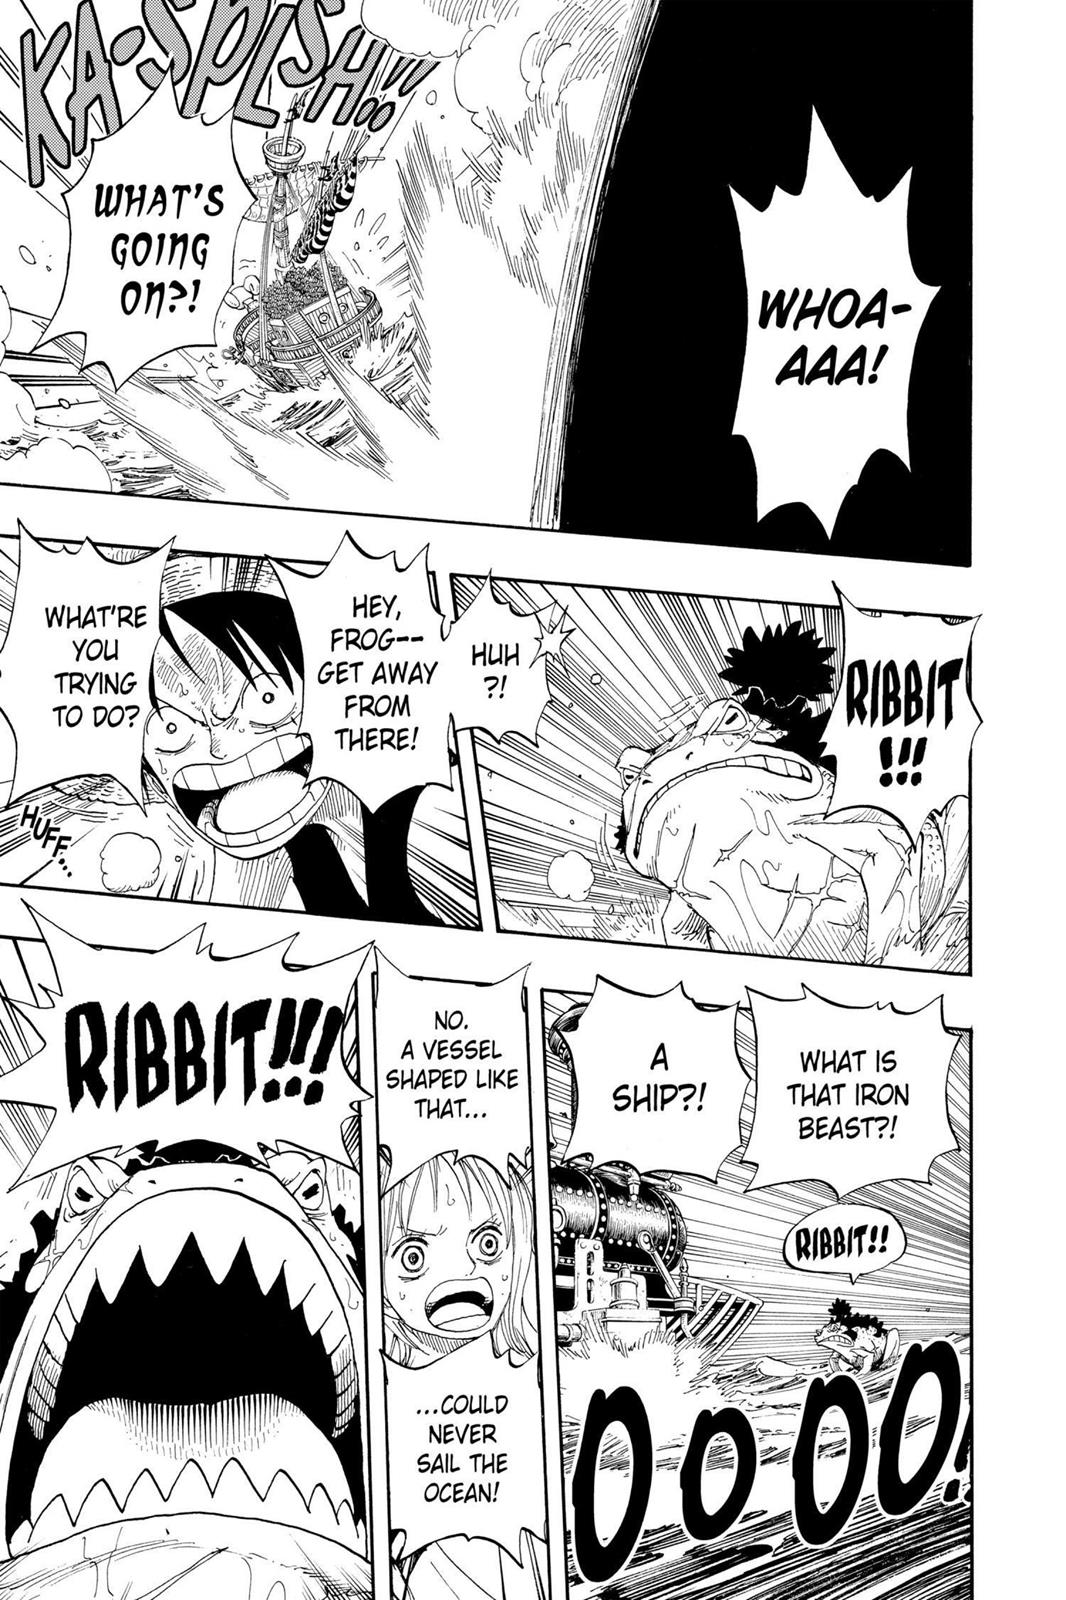 WHOA-
AAA!
KA-SPLSH!!
WHAT'S
GOING
ON?!
RIBBIT
!!!
HUH
?!
HEY,
FROG--
GET AWAY
FROM
THERE!
WHAT'RE
YOU
TRYING
TO DO?
HUFF...
WHAT IS
THAT IRON
BEAST?!
A
SHIP?!
RIBBIT!!
OOOO!
NO.
A VESSEL
SHAPED LIKE
THAT...
...COULD
NEVER
SAIL THE
OCEAN!
RIBBIT!!!